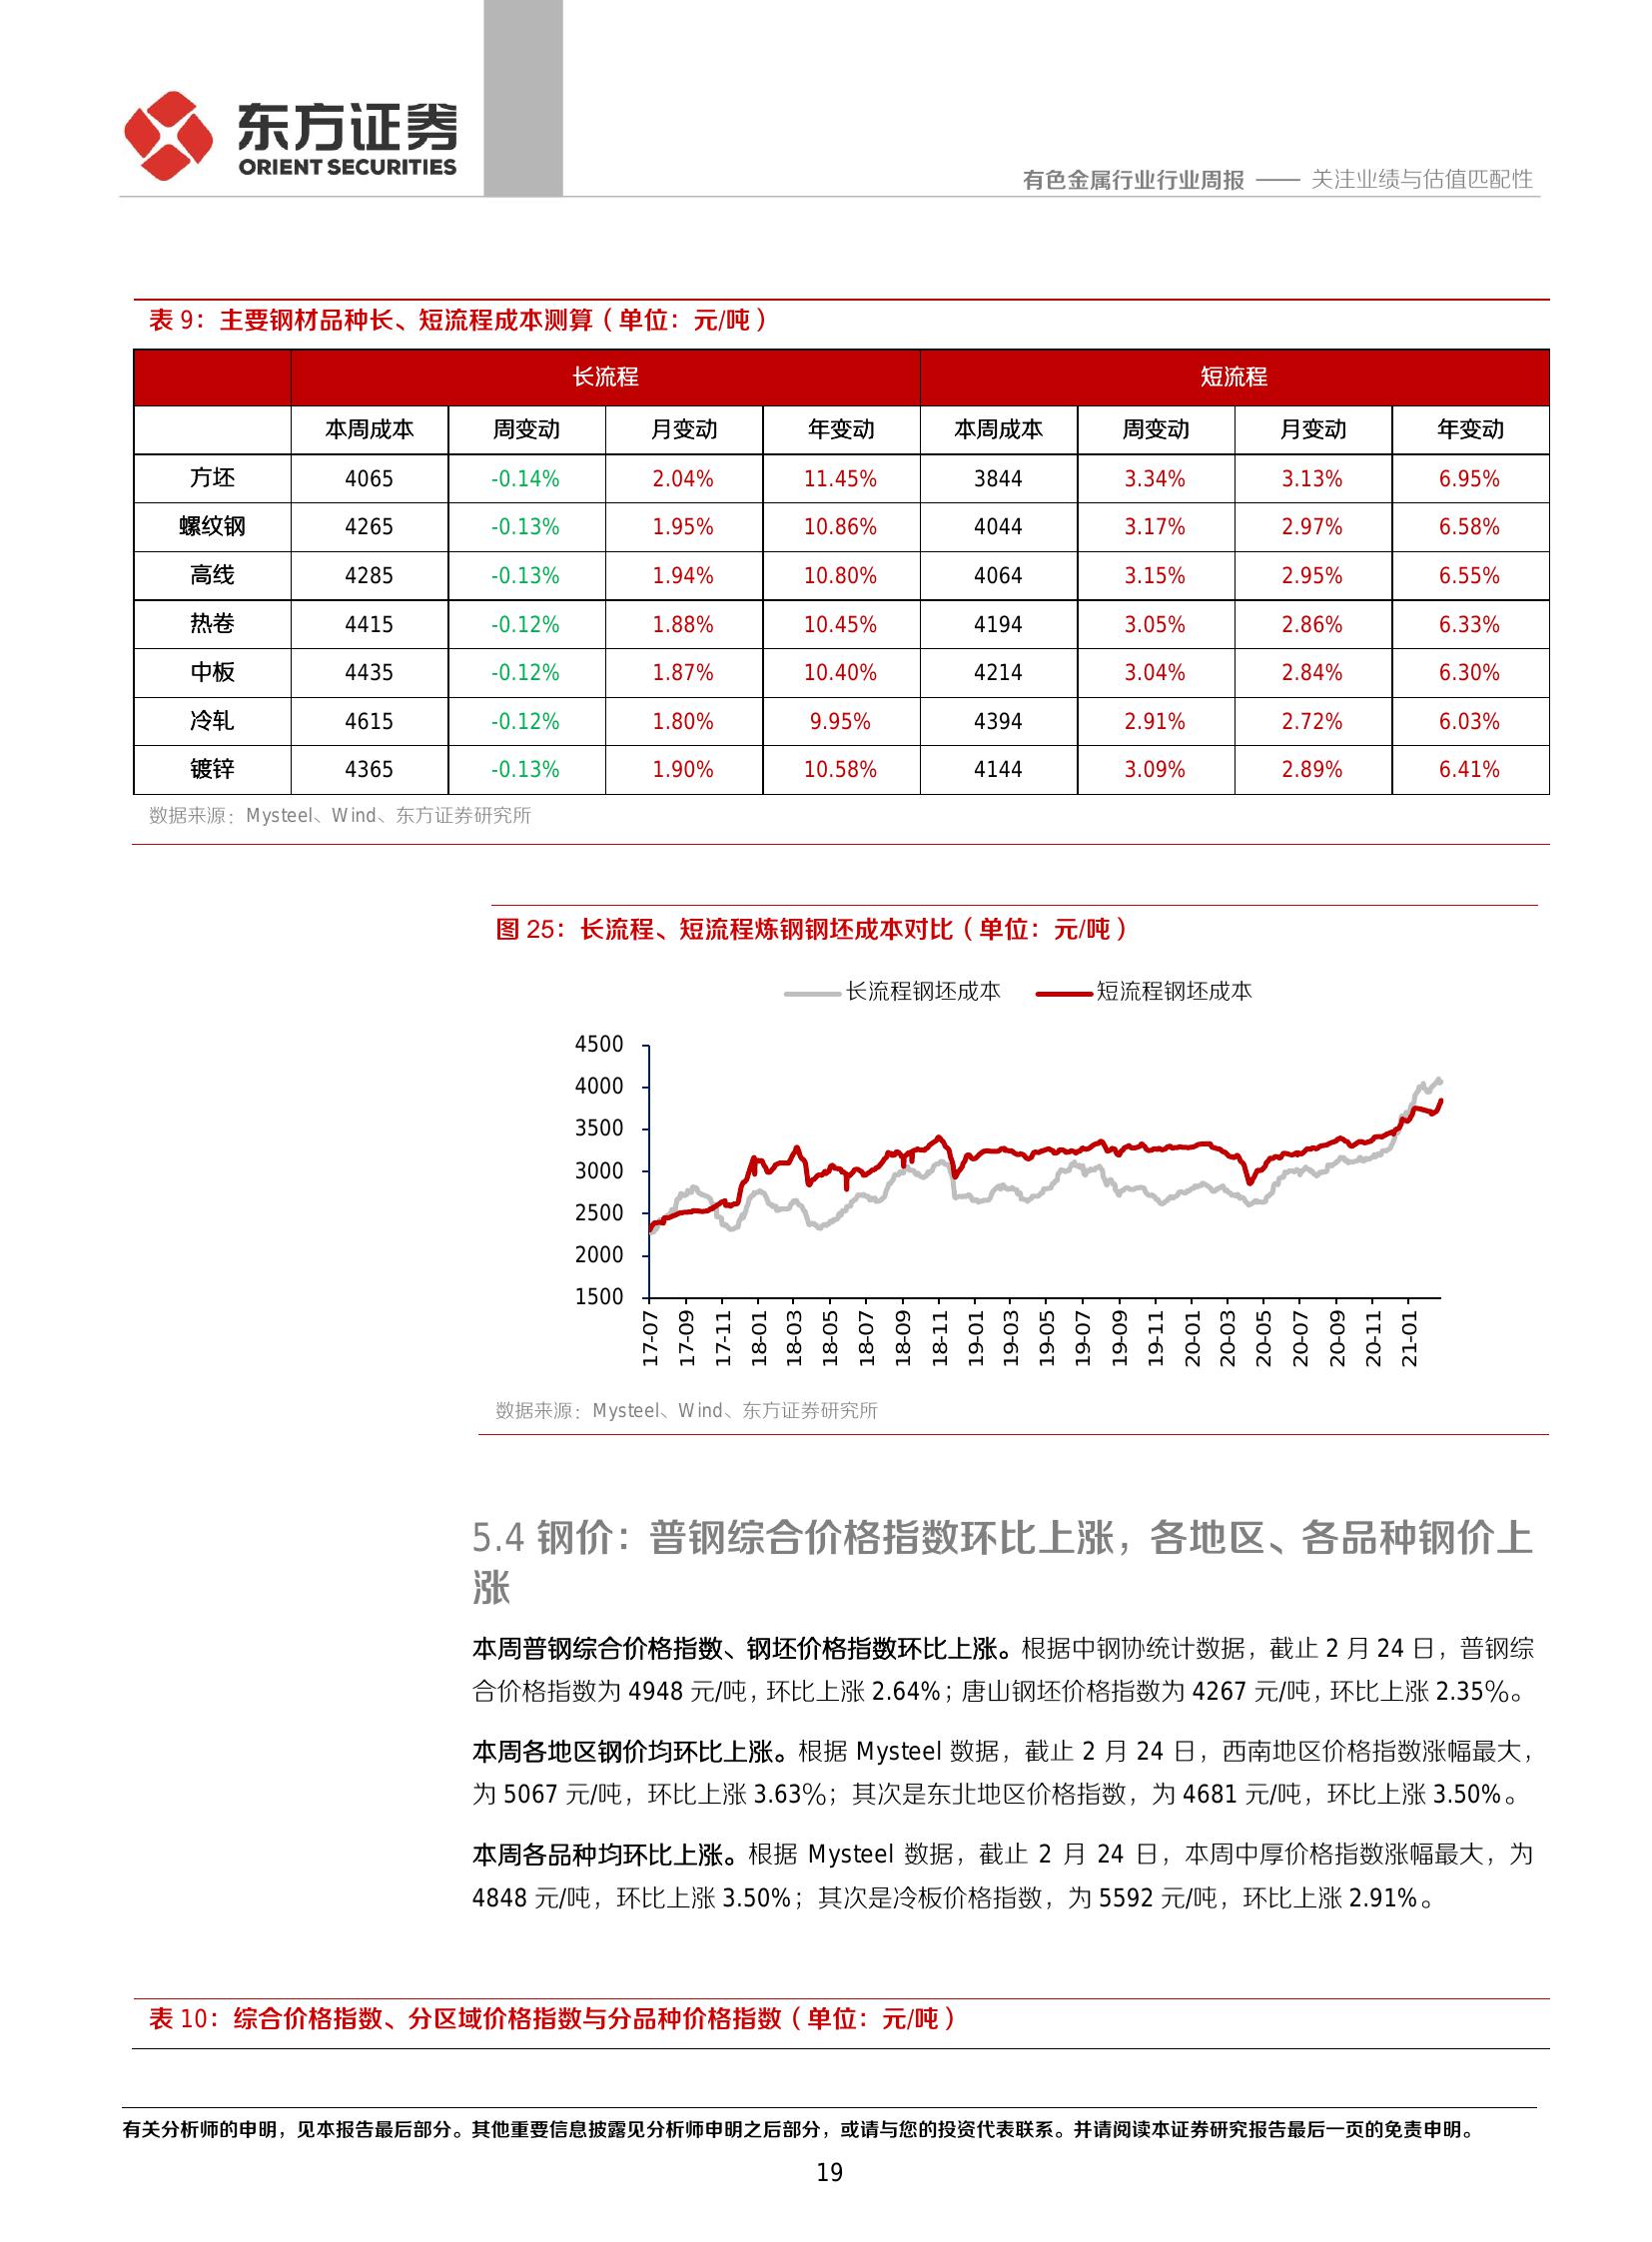 东方证券
ORIENT SECURITIES
有色金属行业行业周报 —— 关注业绩与估值匹配性
表 9：主要钢材品种长、短流程成本测算（单位：元/吨）
长流程 短流程
本周成本 周变动 月变动 年变动 本周成本 周变动 月变动 年变动
方坯 4065 -0.14% 2.04% 11.45% 3844 3.34% 3.13% 6.95%
螺纹钢 4265 -0.13% 1.95% 10.86% 4044 3.17% 2.97% 6.58%
高线 4285 -0.13% 1.94% 10.80% 4064 3.15% 2.95% 6.55%
热卷 4415 -0.12% 1.88% 10.45% 4194 3.05% 2.86% 6.33%
中板 4435 -0.12% 1.87% 10.40% 4214 3.04% 2.84% 6.30%
冷轧 4615 -0.12% 1.80% 9.95% 4394 2.91% 2.72% 6.03%
镀锌 4365 -0.13% 1.90% 10.58% 4144 3.09% 2.89% 6.41%
数据来源：Mysteel、Wind、东方证券研究所
图 25：长流程、短流程炼钢钢坯成本对比（单位：元/吨）
长流程钢坯成本 短流程钢坯成本
4500
4000
3500
3000
2500
2000
1500
17-07 17-09 17-11 18-01 18-03 18-05 18-07 18-09 18-11 19-01 19-03 19-05 19-07 19-09 19-11 20-01 20-03 20-05 20-07 20-09 20-11 21-01
数据来源：Mysteel、Wind、东方证券研究所
5.4 钢价：普钢综合价格指数环比上涨，各地区、各品种钢价上
涨
本周普钢综合价格指数、钢坯价格指数环比上涨。根据中钢协统计数据，截止 2 月 24 日，普钢综
合价格指数为 4948 元/吨，环比上涨 2.64%；唐山钢坯价格指数为 4267 元/吨，环比上涨 2.35%。
本周各地区钢价均环比上涨。根据 Mysteel 数据，截止 2 月 24 日，西南地区价格指数涨幅最大，
为 5067 元/吨，环比上涨 3.63%；其次是东北地区价格指数，为 4681 元/吨，环比上涨 3.50%。
本周各品种均环比上涨。根据 Mysteel 数据，截止 2 月 24 日，本周中厚价格指数涨幅最大，为
4848 元/吨，环比上涨 3.50%；其次是冷板价格指数，为 5592 元/吨，环比上涨 2.91%。
表 10：综合价格指数、分区域价格指数与分品种价格指数（单位：元/吨）
有关分析师的申明，见本报告最后部分。其他重要信息披露见分析师申明之后部分，或请与您的投资代表联系。并请阅读本证券研究报告最后一页的免责申明。
19